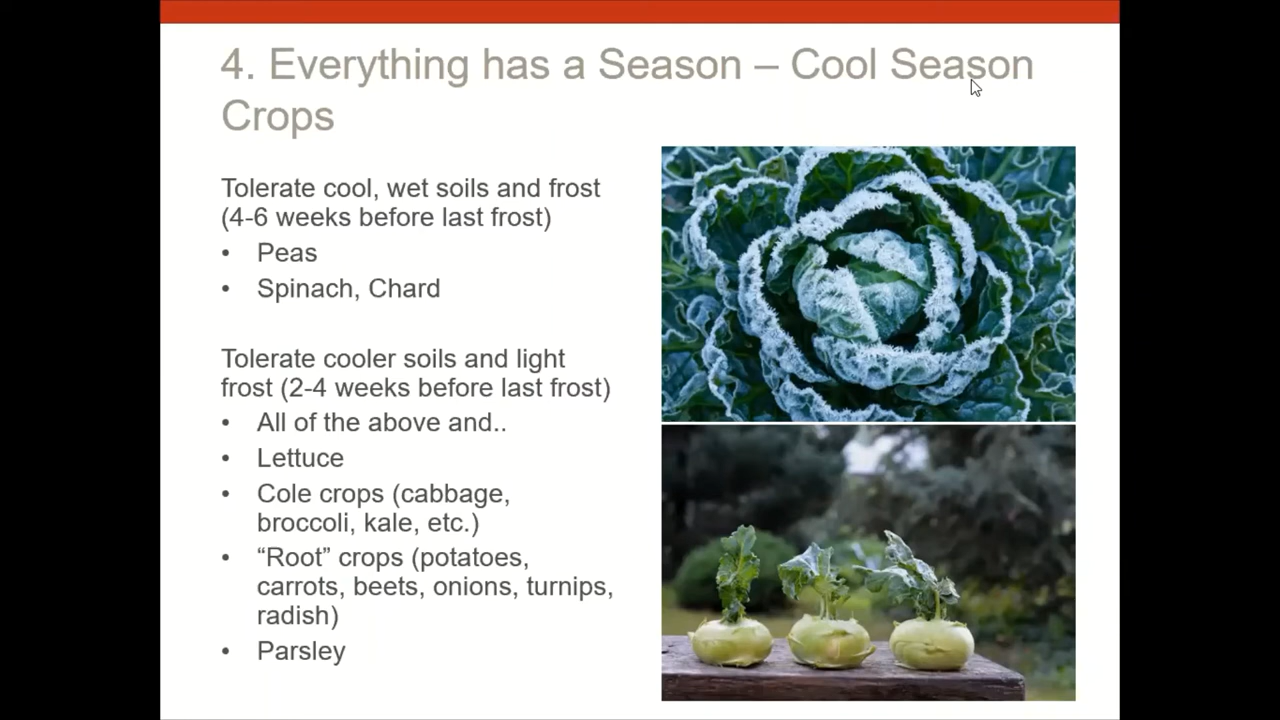 4. Everything has a Season – Cool Season
Crops
Tolerate cool, wet soils and frost
(4-6 weeks before last frost)
• Peas
• Spinach, Chard
Tolerate cooler soils and light
frost (2-4 weeks before last frost)
• All of the above and..
• Lettuce
• Cole crops (cabbage,
broccoli, kale, etc.)
• “Root” crops (potatoes,
carrots, beets, onions, turnips,
radish)
• Parsley